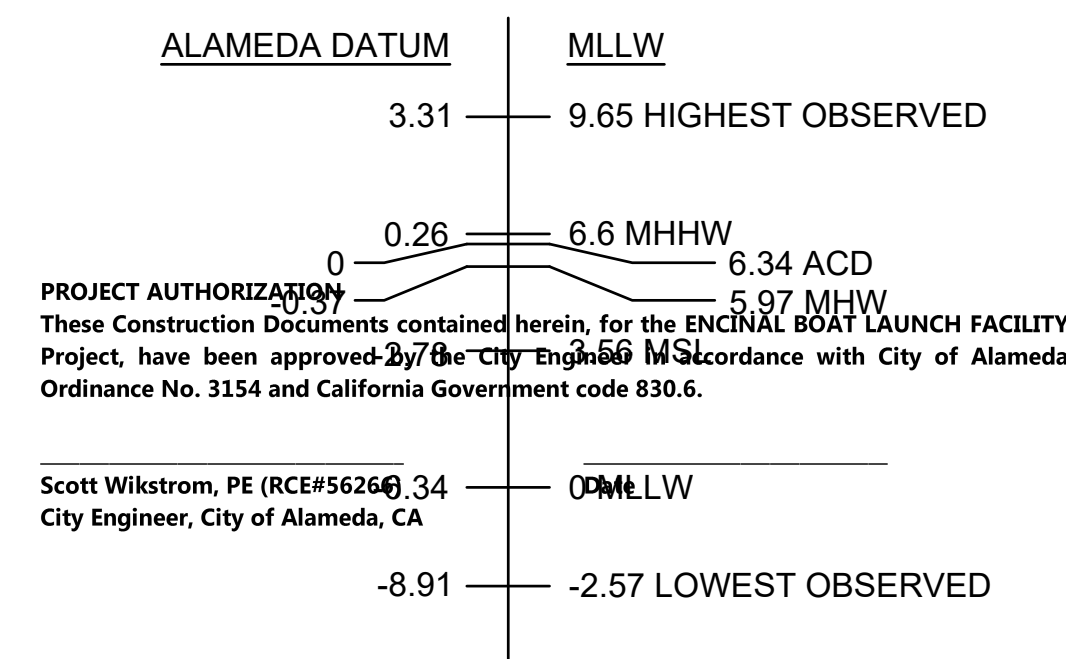 ALAMEDA DATUM MLLW
3.31 9.65 HIGHEST OBSERVED
0.26 6.6 MHHW
0 6.34 ACD
-0.37 5.97 MHW
PROJECT AUTHORIZATION
These Construction Documents contained herein, for the ENCINAL BOAT LAUNCH FACILITY
-2.78 3.56 MSL
Project, have been approved by the City Engineer in accordance with City of Alameda
Ordinance No. 3154 and California Government code 830.6.
Scott Wikstrom, PE (RCE#56266) Date
-6.34 0 MLLW
City Engineer, City of Alameda, CA
-8.91 -2.57 LOWEST OBSERVED